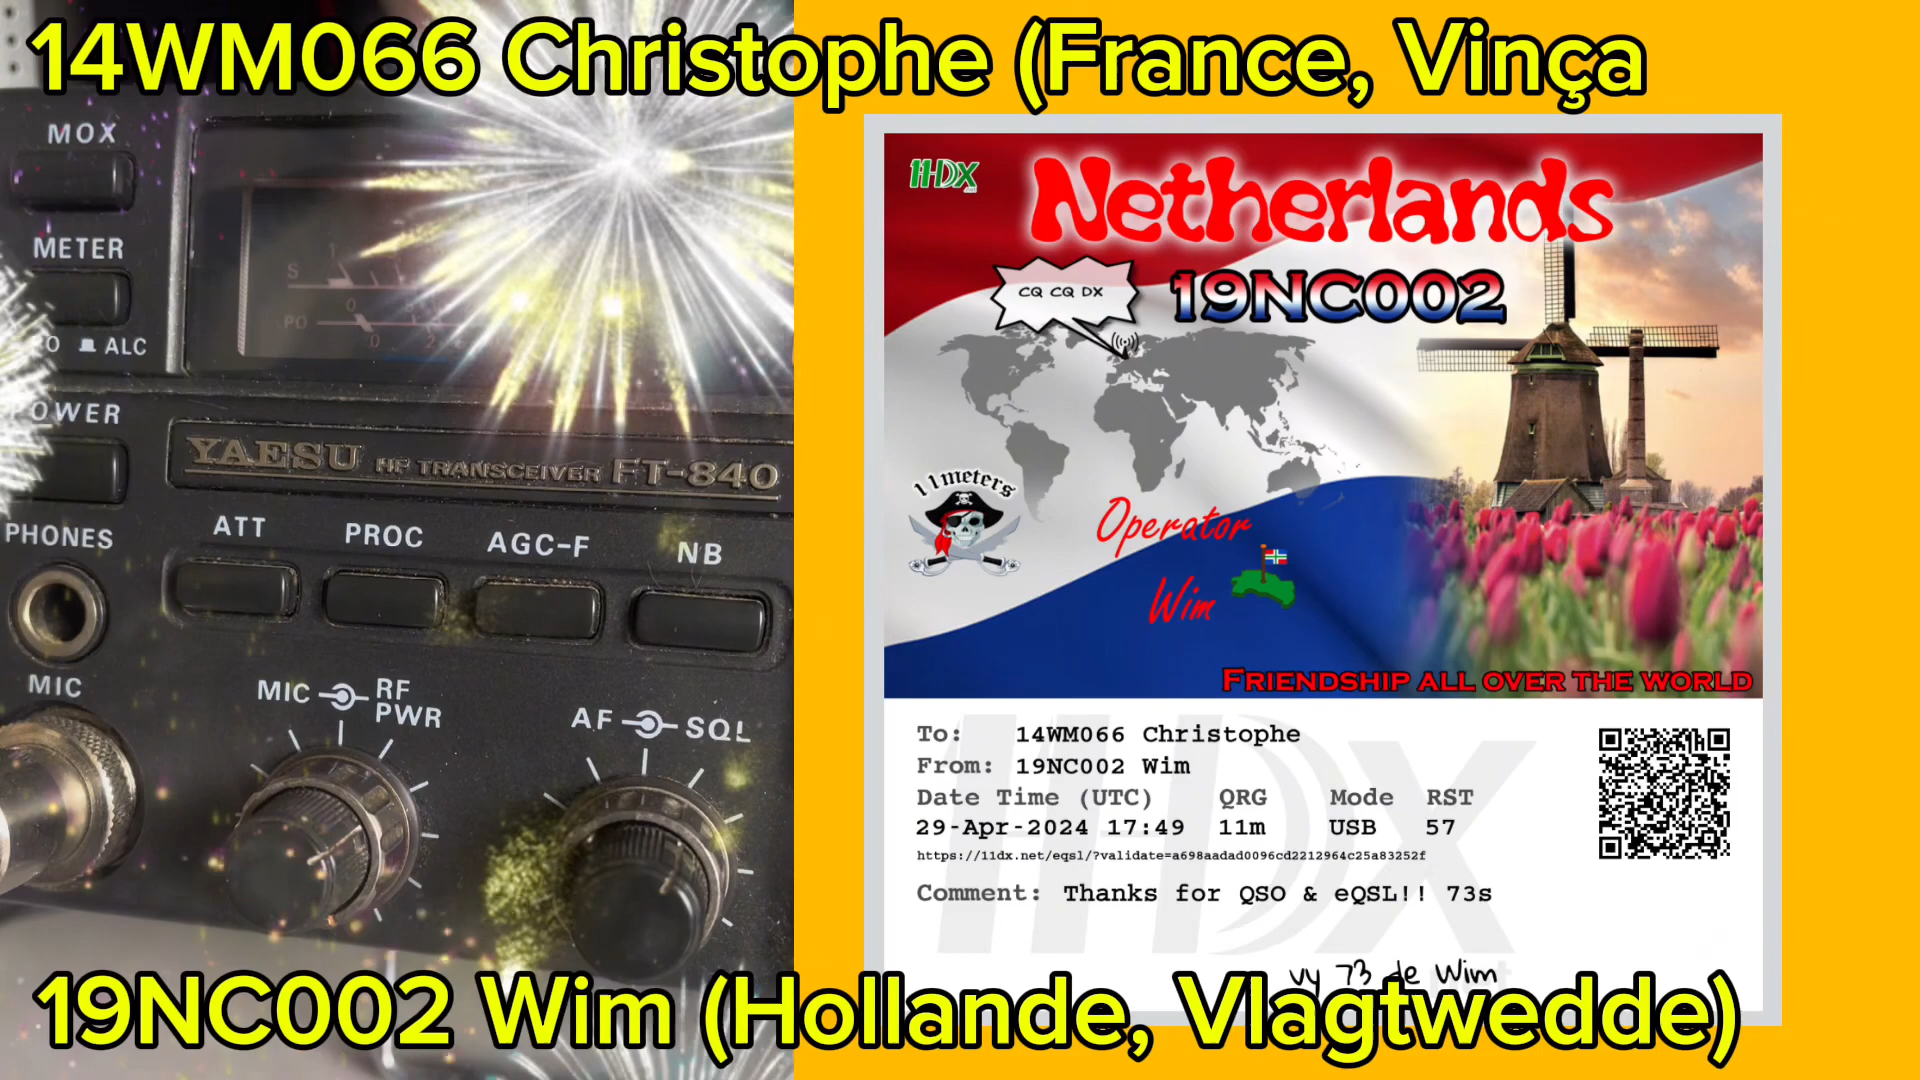 14WM066 Christophe (France, Vinça
MOX
METER
ALC
POWER
S
PO
0
0
YAESU HF TRANSCEIVER FT-840
PHONES
ATT
PROC
AGC-F
NB
MIC
MIC
RF
PWR
AF
SQL
11DX
Netherlands
CQ CQ DX
19NC002
11meters
Operator
Wim
FRIENDSHIP ALL OVER THE WORLD
To: 14WM066 Christophe
From: 19NC002 Wim
Date Time (UTC) QRG Mode RST
29-Apr-2024 17:49 11m USB 57
https://11dx.net/eqsl/?validate=a698aadad0096cd2212964c25a83252f
Comment: Thanks for QSO & eQSL!! 73s
vy 73 de Wim
19NC002 Wim (Hollande, Vlagtwedde)